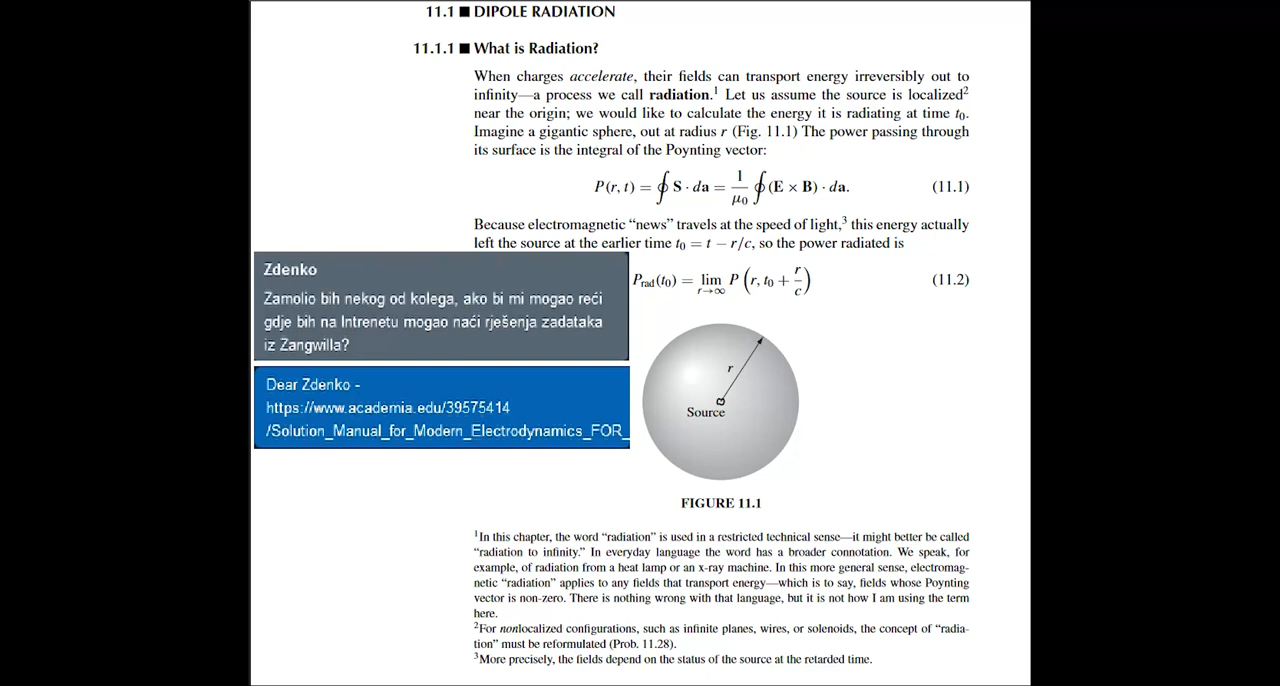 11.1 ■ DIPOLE RADIATION
11.1.1 ■ What is Radiation?
When charges accelerate, their fields can transport energy irreversibly out to
infinity—a process we call radiation.¹ Let us assume the source is localized²
near the origin; we would like to calculate the energy it is radiating at time t₀.
Imagine a gigantic sphere, out at radius r (Fig. 11.1) The power passing through
its surface is the integral of the Poynting vector:
P(r, t) = ∮ S · da = 1/μ₀ ∮ (E × B) · da. (11.1)
Because electromagnetic “news” travels at the speed of light,³ this energy actually
left the source at the earlier time t₀ = t − r/c, so the power radiated is
P_rad(t₀) = lim r→∞ P (r, t₀ + r/c) (11.2)
Zdenko
Zamolio bih nekog od kolega, ako bi mi mogao reći
gdje bih na Intrenetu mogao naći rješenja zadataka
iz Zangwilla?
Dear Zdenko -
https://www.academia.edu/39575414
/Solution_Manual_for_Modern_Electrodynamics_FOR_
r
Source
FIGURE 11.1
¹In this chapter, the word “radiation” is used in a restricted technical sense—it might better be called
“radiation to infinity.” In everyday language the word has a broader connotation. We speak, for
example, of radiation from a heat lamp or an x-ray machine. In this more general sense, electromag-
netic “radiation” applies to any fields that transport energy—which is to say, fields whose Poynting
vector is non-zero. There is nothing wrong with that language, but it is not how I am using the term
here.
²For nonlocalized configurations, such as infinite planes, wires, or solenoids, the concept of “radia-
tion” must be reformulated (Prob. 11.28).
³More precisely, the fields depend on the status of the source at the retarded time.